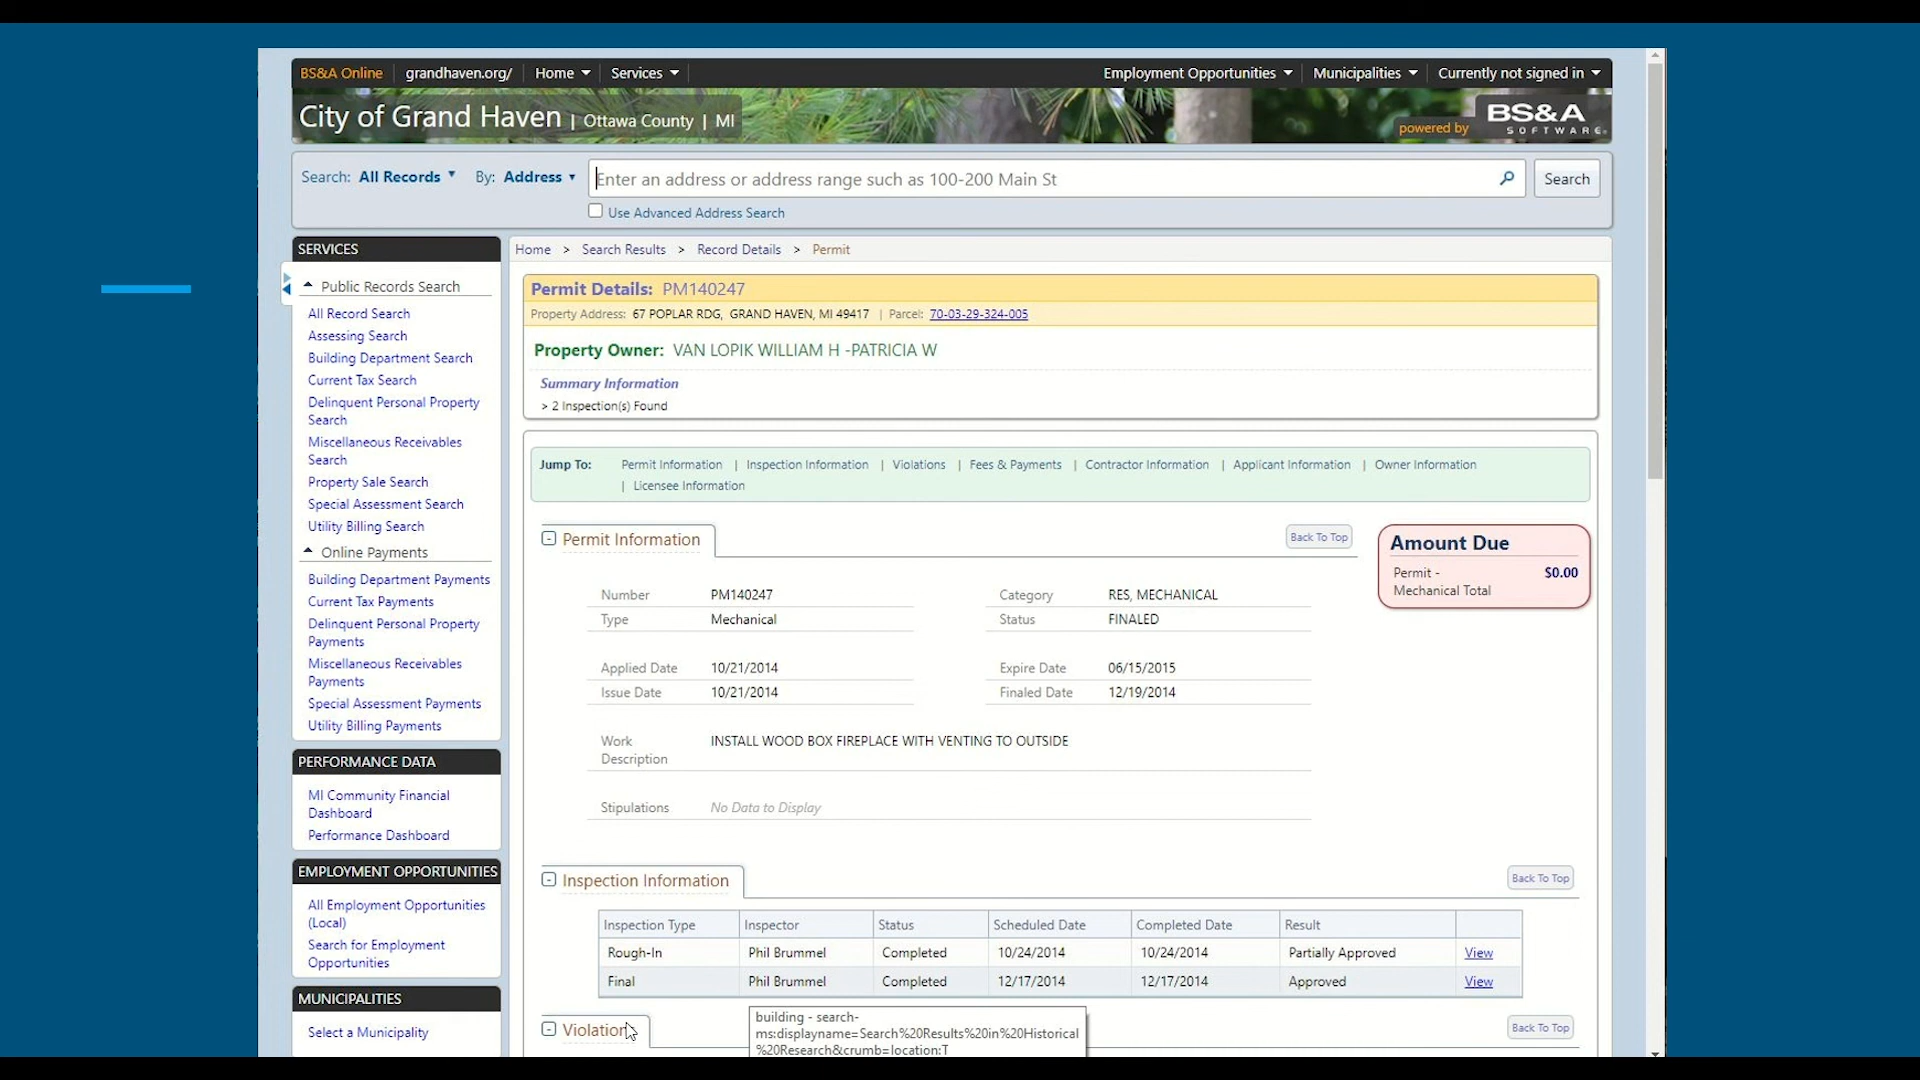 BS&A Online grandhaven.org/ Home Services Employment Opportunities Municipalities Currently not signed in
City of Grand Haven | Ottawa County | MI
powered by BS&A SOFTWARE
Search: All Records By: Address Enter an address or address range such as 100-200 Main St Search
Use Advanced Address Search
SERVICES
Public Records Search
All Record Search
Assessing Search
Building Department Search
Current Tax Search
Delinquent Personal Property
Search
Miscellaneous Receivables
Search
Property Sale Search
Special Assessment Search
Utility Billing Search
Online Payments
Building Department Payments
Current Tax Payments
Delinquent Personal Property
Payments
Miscellaneous Receivables
Payments
Special Assessment Payments
Utility Billing Payments
PERFORMANCE DATA
MI Community Financial
Dashboard
Performance Dashboard
EMPLOYMENT OPPORTUNITIES
All Employment Opportunities
(Local)
Search for Employment
Opportunities
MUNICIPALITIES
Select a Municipality
Home > Search Results > Record Details > Permit
Permit Details: PM140247
Property Address: 67 POPLAR RDG, GRAND HAVEN, MI 49417 | Parcel: 70-03-29-324-005
Property Owner: VAN LOPIK WILLIAM H -PATRICIA W
Summary Information
> 2 Inspection(s) Found
Jump To: Permit Information | Inspection Information | Violations | Fees & Payments | Contractor Information | Applicant Information | Owner Information
| Licensee Information
Permit Information Back To Top
Amount Due
Permit - $0.00
Mechanical Total
Number PM140247 Category RES, MECHANICAL
Type Mechanical Status FINALED
Applied Date 10/21/2014 Expire Date 06/15/2015
Issue Date 10/21/2014 Finaled Date 12/19/2014
Work INSTALL WOOD BOX FIREPLACE WITH VENTING TO OUTSIDE
Description
Stipulations No Data to Display
Inspection Information Back To Top
Inspection Type Inspector Status Scheduled Date Completed Date Result
Rough-In Phil Brummel Completed 10/24/2014 10/24/2014 Partially Approved View
Final Phil Brummel Completed 12/17/2014 12/17/2014 Approved View
Violations Back To Top
building - search-
ms:displayname=Search%20Results%20in%20Historical
%20Research&crumb=location:T